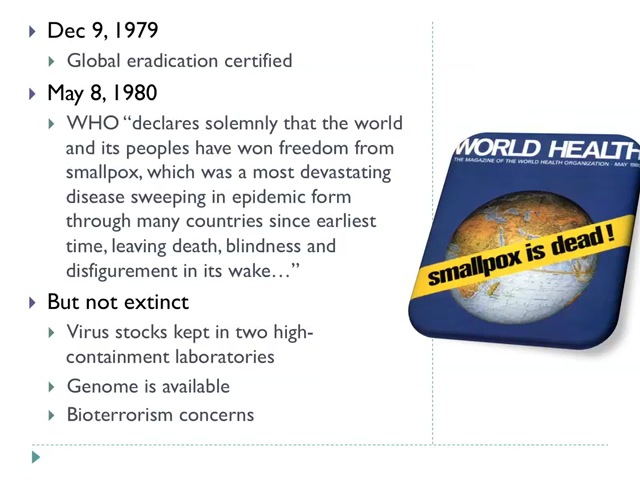 Dec 9, 1979
Global eradication certified
May 8, 1980
WHO “declares solemnly that the world
and its peoples have won freedom from
smallpox, which was a most devastating
disease sweeping in epidemic form
through many countries since earliest
time, leaving death, blindness and
disfigurement in its wake…”
But not extinct
Virus stocks kept in two high-
containment laboratories
Genome is available
Bioterrorism concerns
WORLD HEALTH
THE MAGAZINE OF THE WORLD HEALTH ORGANIZATION - MAY
smallpox is dead!